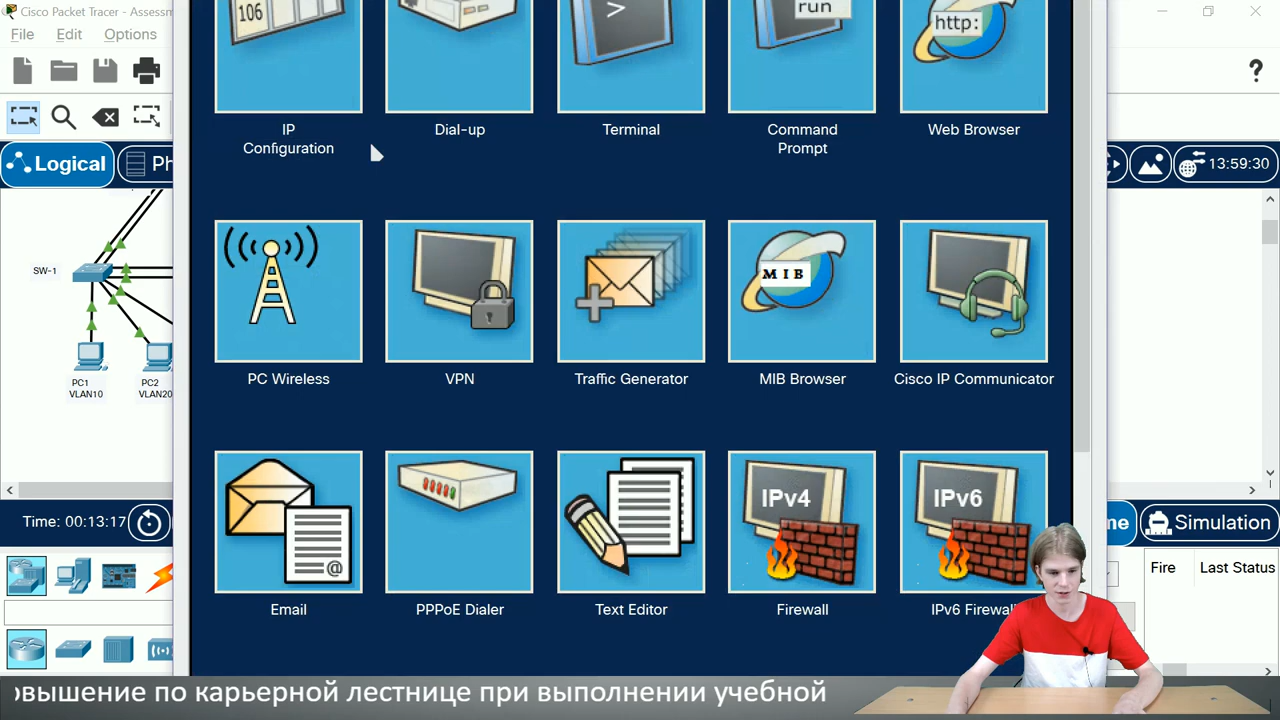 Cisco Packet Tracer - Assessm
File Edit Options
106
>
run
http:
IP
Configuration
Dial-up
Terminal
Command
Prompt
Web Browser
Logical
Ph
13:59:30
SW-1
PC1
VLAN10
PC2
VLAN20
MIB
PC Wireless
VPN
Traffic Generator
MIB Browser
Cisco IP Communicator
Time: 00:13:17
me
Simulation
@
IPv4
IPv6
Fire
Last Status
Email
PPPoE Dialer
Text Editor
Firewall
IPv6 Firewall
овышение по карьерной лестнице при выполнении учебной